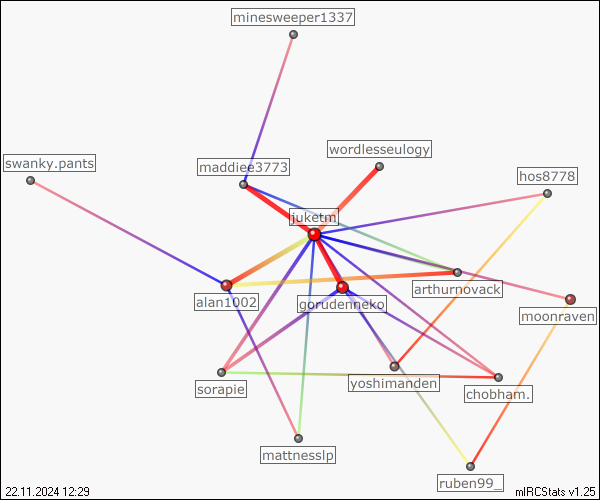 minesweeper1337
wordlesseulogy
swanky.pants
maddiee3773
hos8778
juketm
alan1002
gorudenneko
arthurnovack
moonraven
sorapie
yoshimanden
chobham.
mattnesslp
ruben99_
22.11.2024 12:29
mIRCStats v1.25